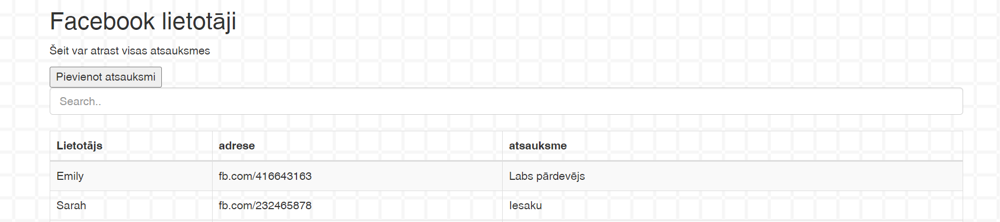 Facebook lietotāji
Šeit var atrast visas atsauksmes
Pievienot atsauksmi
Search..
Lietotājs adrese atsauksme
Emily fb.com/416643163 Labs pārdevējs
Sarah fb.com/232465878 Iesaku